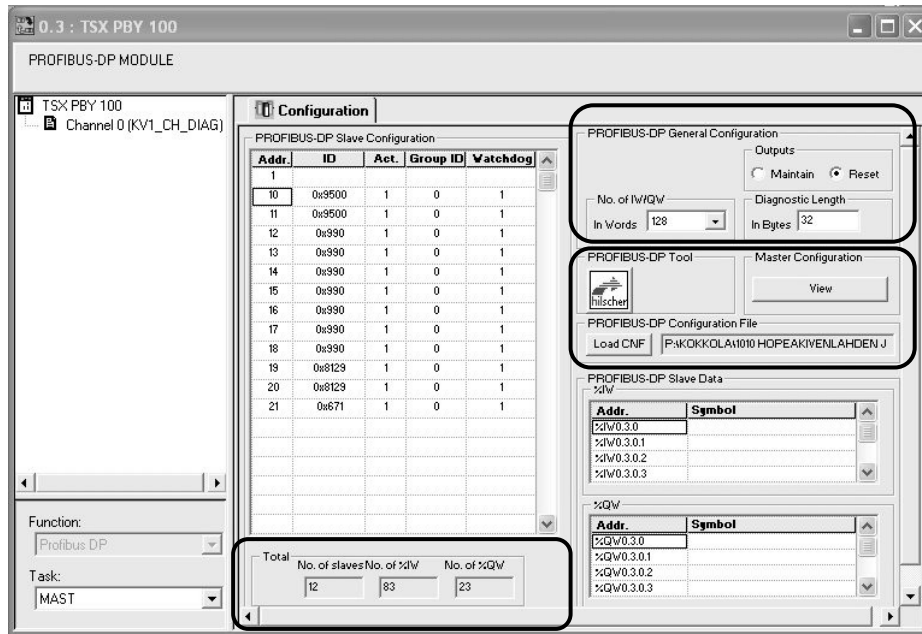 0.3 : TSX PBY 100
PROFIBUS-DP MODULE
TSX PBY 100
Channel 0 (KV1_CH_DIAG)
Function:
Profibus DP
Task:
MAST
Configuration
PROFIBUS-DP Slave Configuration
Addr. ID Act. Group ID Watchdog
1
10 0x9500 1 0 1
11 0x9500 1 0 1
12 0x990 1 0 1
13 0x990 1 0 1
14 0x990 1 0 1
15 0x990 1 0 1
16 0x990 1 0 1
17 0x990 1 0 1
18 0x990 1 0 1
19 0x8129 1 0 1
20 0x8129 1 0 1
21 0x671 1 0 1
Total
No. of slaves No. of %IW No. of %QW
12 83 23
PROFIBUS-DP General Configuration
Outputs
Maintain Reset
No. of IW/QW
In Words 128
Diagnostic Length
In Bytes 32
PROFIBUS-DP Tool
hilscher
Master Configuration
View
PROFIBUS-DP Configuration File
Load CNF P:\KOKKOLA\1010 HOPEAKIVENLAHDEN J
PROFIBUS-DP Slave Data
%IW
Addr. Symbol
%IW0.3.0
%IW0.3.0.1
%IW0.3.0.2
%IW0.3.0.3
%QW
Addr. Symbol
%QW0.3.0
%QW0.3.0.1
%QW0.3.0.2
%QW0.3.0.3